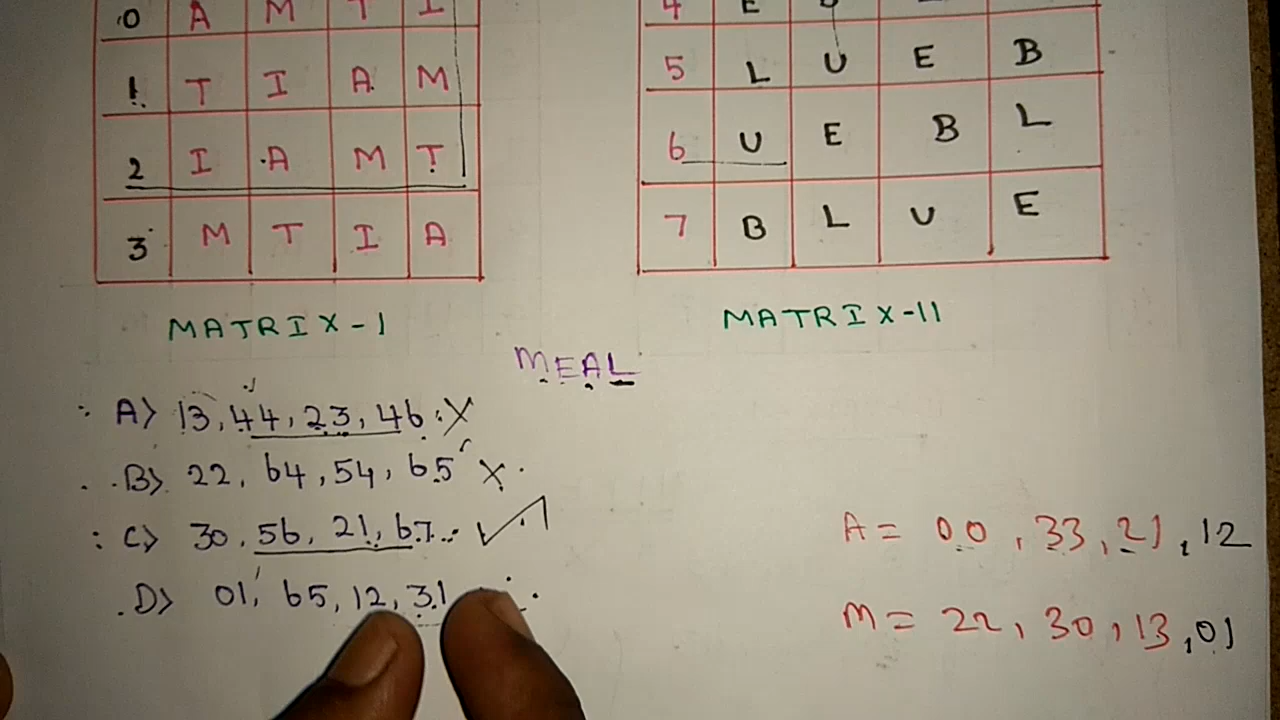 0 A M T I
1 T I A M
2 I A M T
3 M T I A
4 E
5 L U E B
6 U E B L
7 B L U E
MATRIX-1
MATRIX-11
MEAL
A> 13, 44, 23, 46. X
B> 22, 64, 54, 65 X
C> 30, 56, 21, 67.
D> 01, 65, 12, 31
A = 00, 33, 21, 12
M = 22, 30, 13, 01